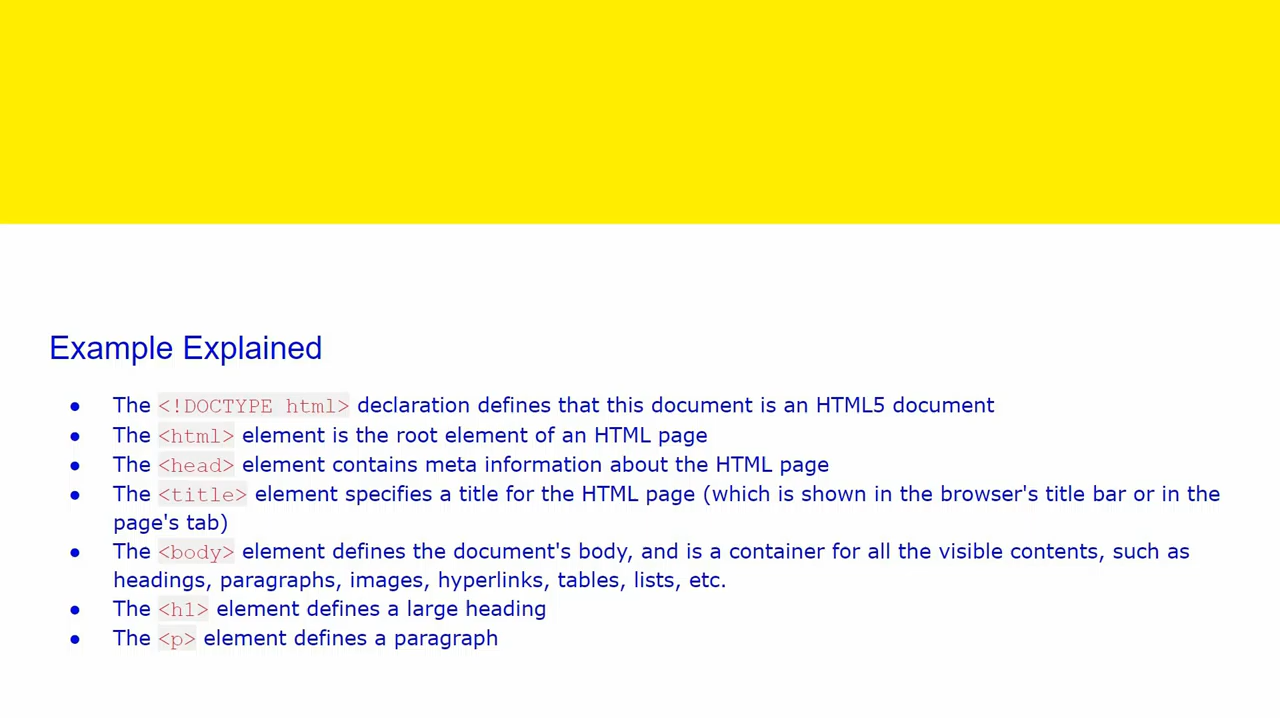 Example Explained
● The <!DOCTYPE html> declaration defines that this document is an HTML5 document
● The <html> element is the root element of an HTML page
● The <head> element contains meta information about the HTML page
● The <title> element specifies a title for the HTML page (which is shown in the browser's title bar or in the
page's tab)
● The <body> element defines the document's body, and is a container for all the visible contents, such as
headings, paragraphs, images, hyperlinks, tables, lists, etc.
● The <h1> element defines a large heading
● The <p> element defines a paragraph